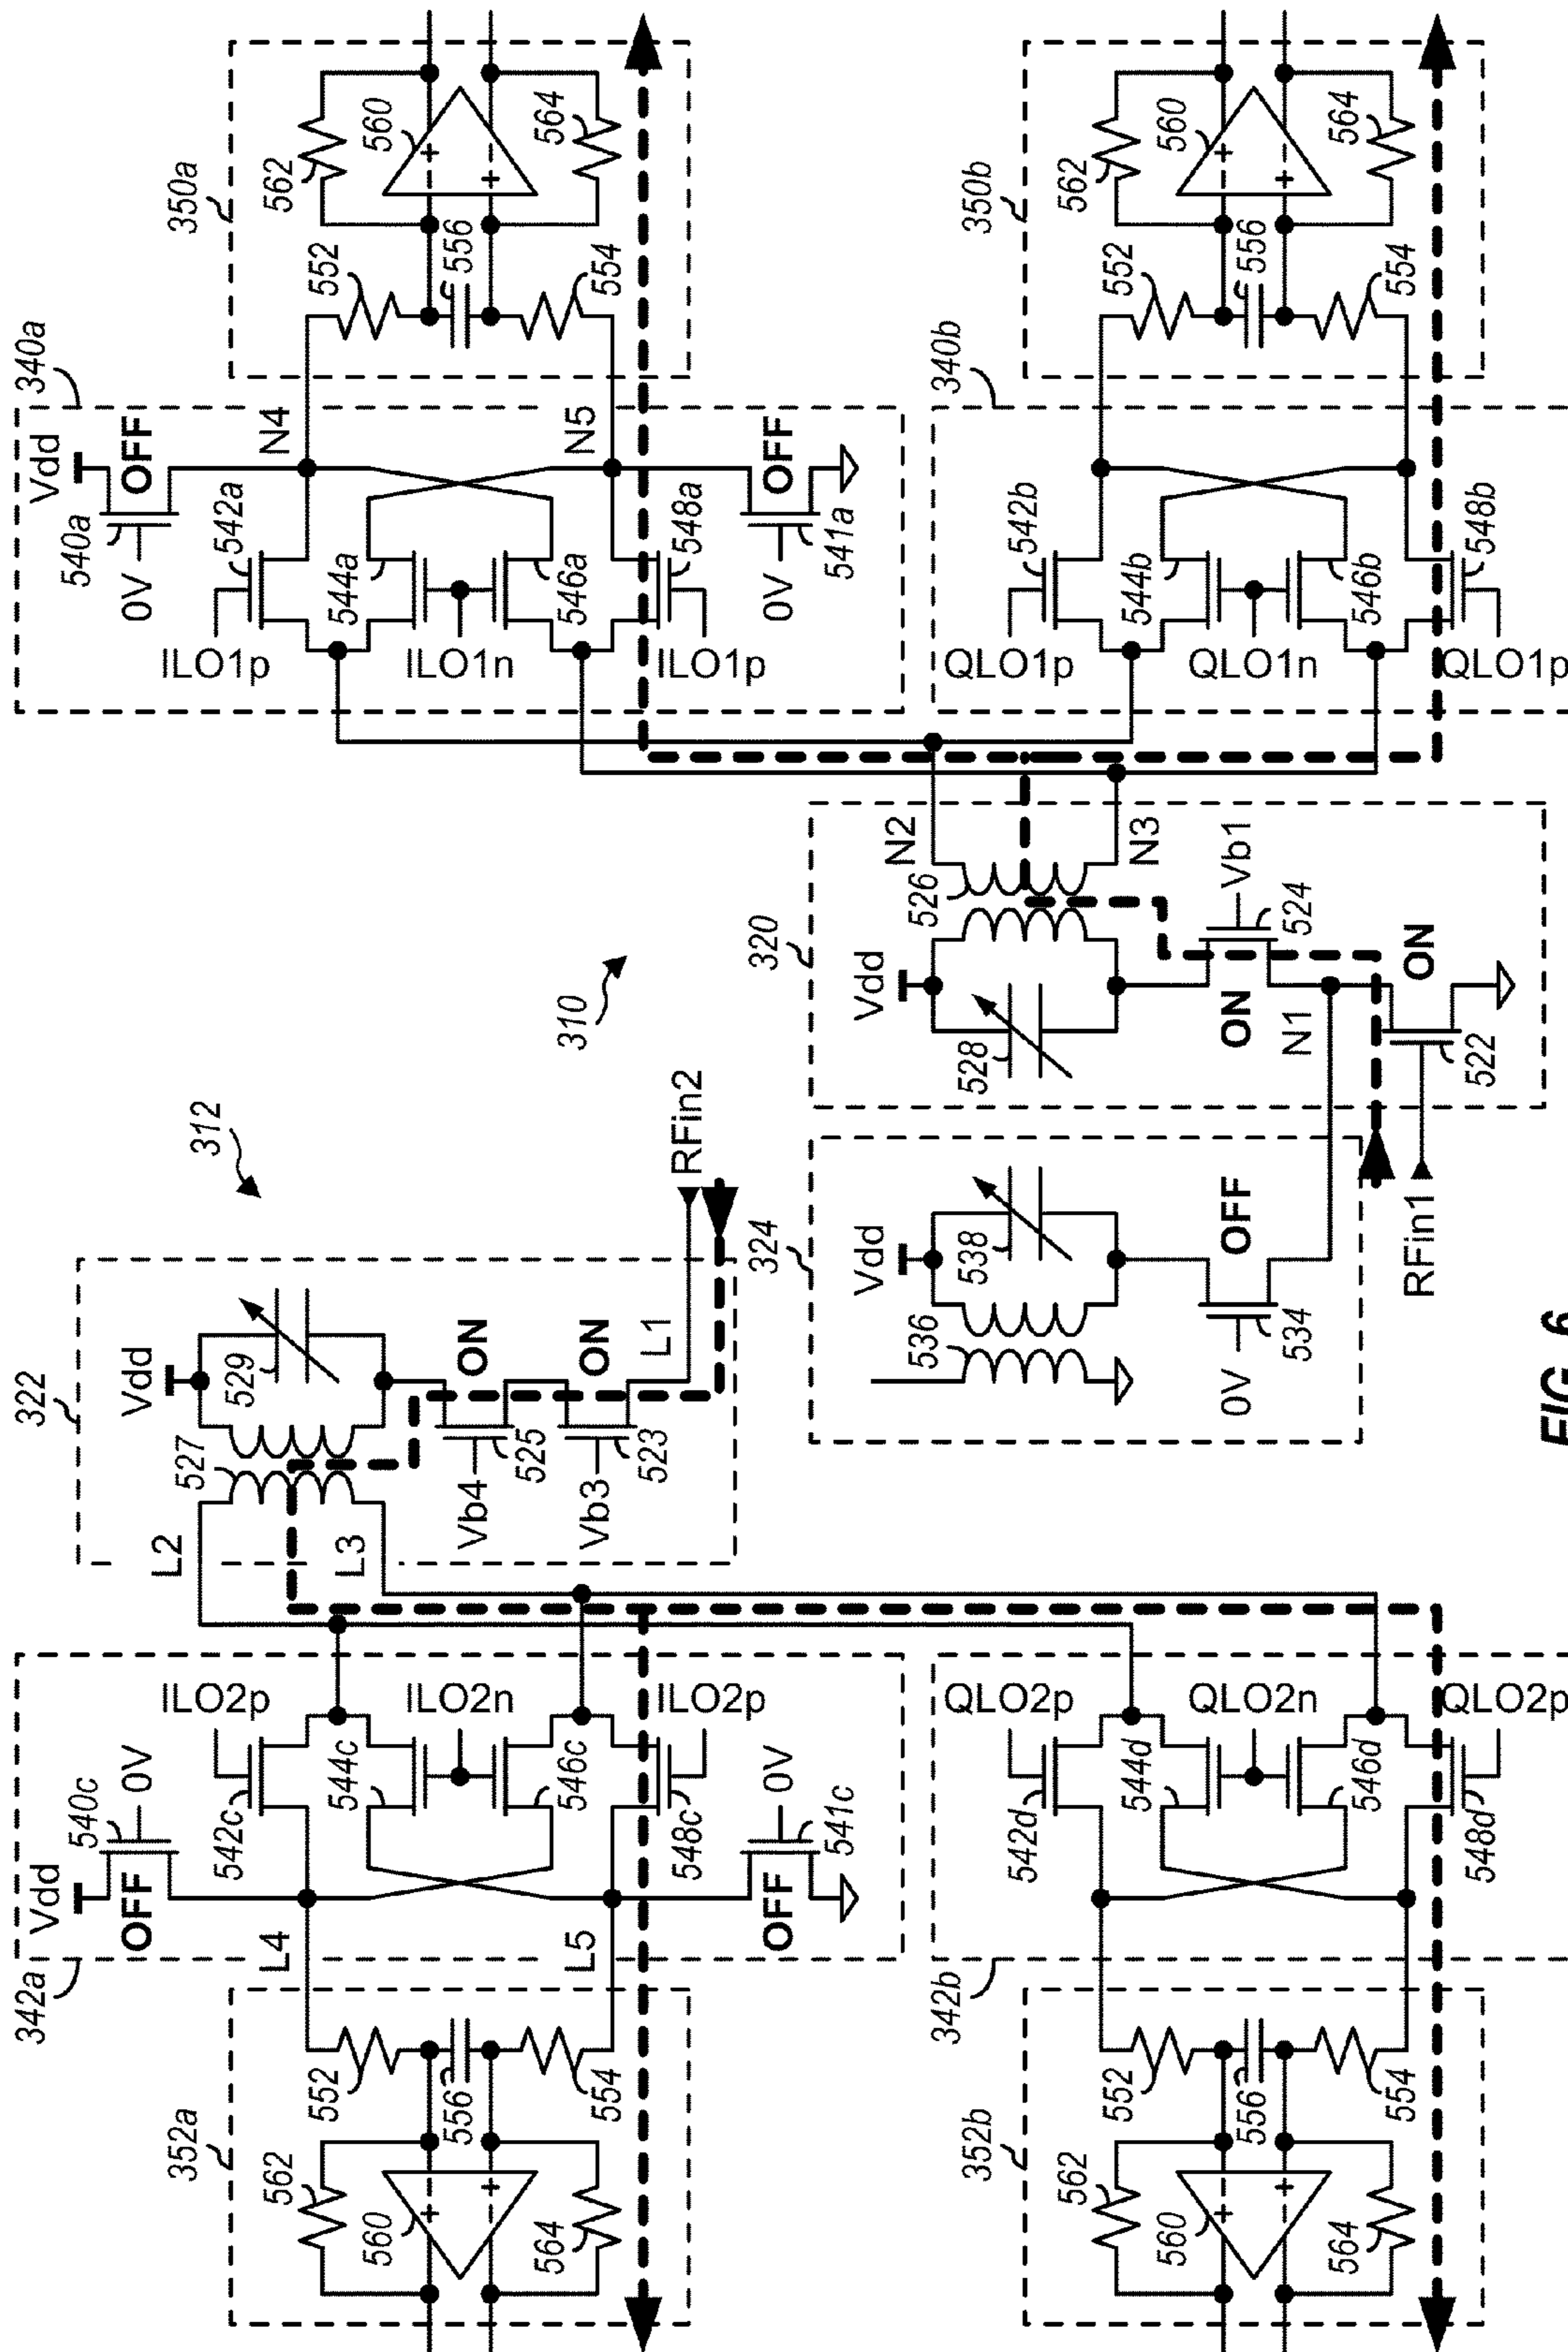 340a
350a
Vdd
OFF
540a
0V
N4
552
562
542a
560
ILO1p
544a
ILO1n
546a
556
N5
554
564
ILO1p
548a
0V
OFF
541a
340b
350b
552
562
542b
560
QLO1p
544b
QLO1n
546b
556
554
564
QLO1p
548b
312
310
322
Vdd
529
527
L2
L3
ON
525
Vb4
ON
523
Vb3
L1
RFin2
320
N2
526
N3
Vdd
528
Vb1
524
ON
N1
ON
522
324
Vdd
538
536
OFF
534
0V
RFin1
342a
352a
Vdd
OFF
540c
0V
L4
552
562
542c
560
ILO2p
544c
ILO2n
546c
556
L5
554
564
ILO2p
548c
0V
OFF
541c
342b
352b
552
562
542d
560
QLO2p
544d
QLO2n
546d
556
554
564
QLO2p
548d
FIG. 6